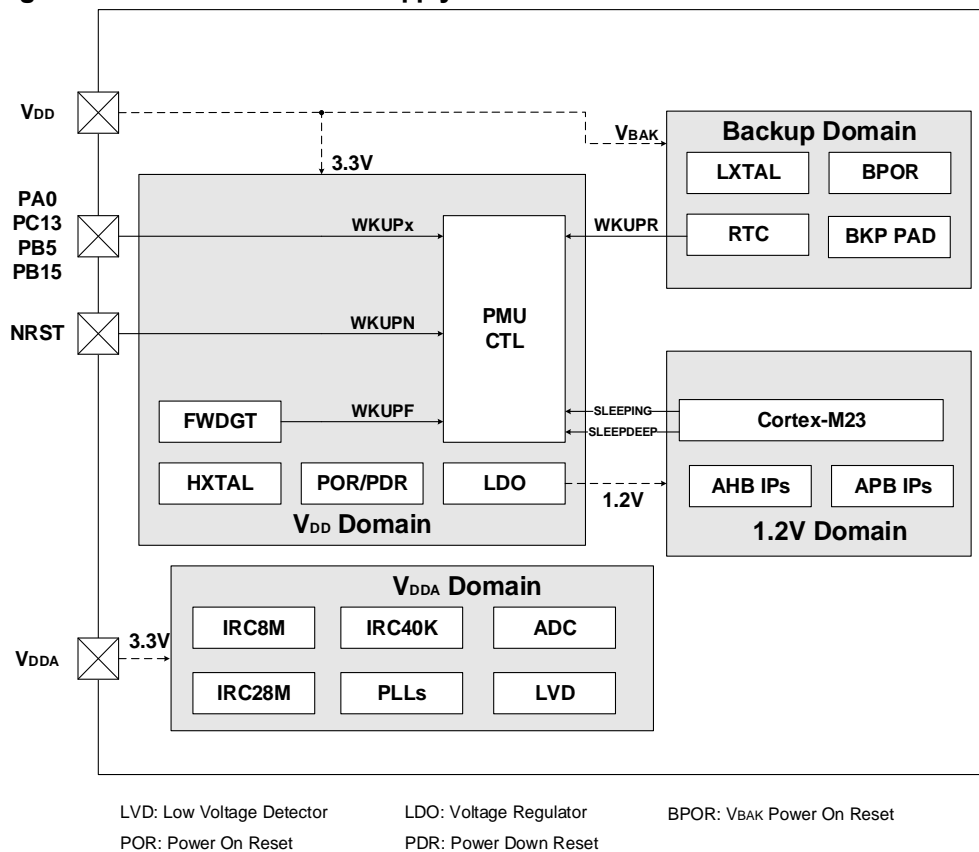 pply
VDD
VBAK
3.3V
Backup Domain
LXTAL
BPOR
RTC
BKP PAD
PA0
PC13
PB5
PB15
WKUPx
WKUPR
NRST
WKUPN
PMU
CTL
FWDGT
WKUPF
SLEEPING
SLEEPDEEP
Cortex-M23
HXTAL
POR/PDR
LDO
1.2V
AHB IPs
APB IPs
VDD Domain
1.2V Domain
VDDA Domain
IRC8M
IRC40K
ADC
3.3V
VDDA
IRC28M
PLLs
LVD
LVD: Low Voltage Detector
LDO: Voltage Regulator
BPOR: VBAK Power On Reset
POR: Power On Reset
PDR: Power Down Reset